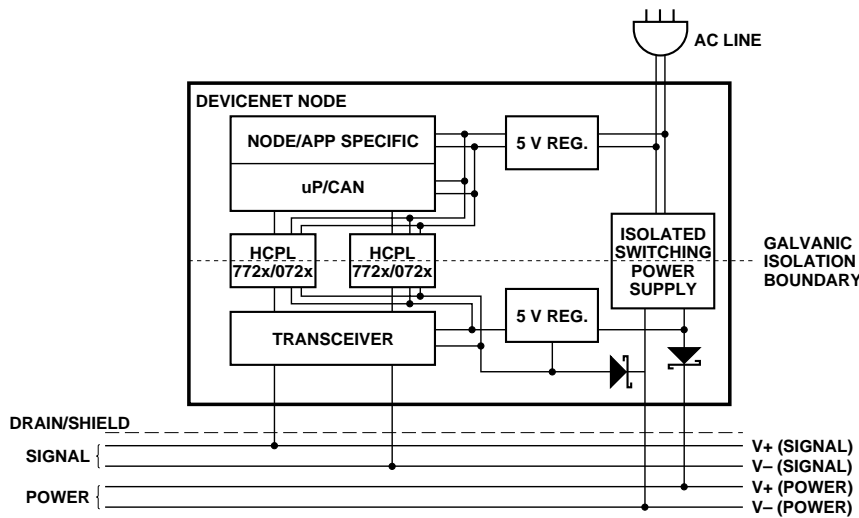 AC LINE
DEVICENET NODE
NODE/APP SPECIFIC
5 V REG.
uP/CAN
HCPL
772x/072x
HCPL
772x/072x
ISOLATED
SWITCHING
POWER
SUPPLY
GALVANIC
ISOLATION
BOUNDARY
TRANSCEIVER
5 V REG.
DRAIN/SHIELD
SIGNAL
V+ (SIGNAL)
V– (SIGNAL)
POWER
V+ (POWER)
V– (POWER)